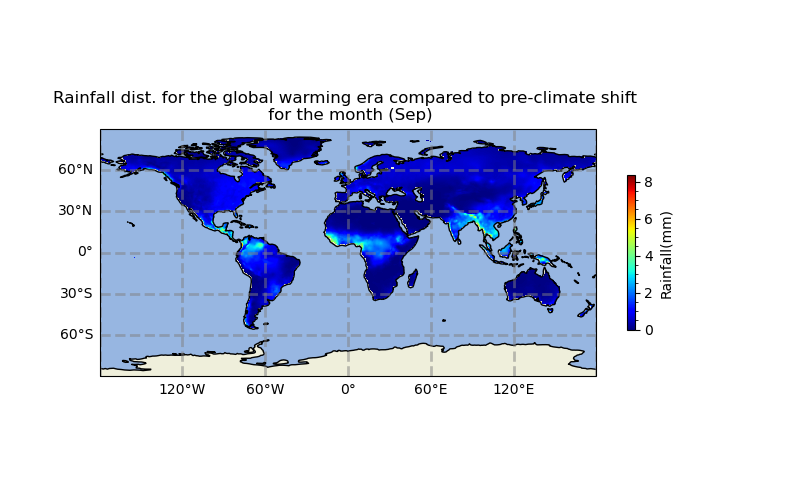 Rainfall dist. for the global warming era compared to pre-climate shift
for the month (Sep)
60°N
30°N
0°
30°S
60°S
120°W 60°W 0° 60°E 120°E
8
6
4
2
0
Rainfall(mm)